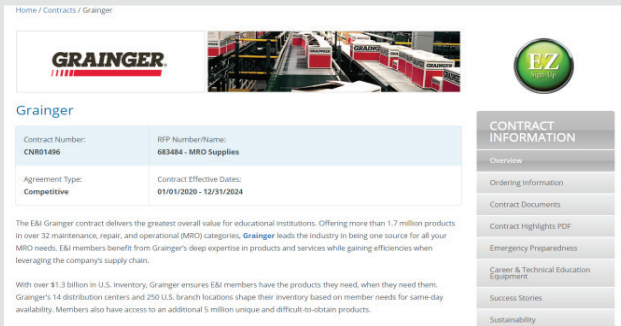 Home / Contracts / Grainger
GRAINGER
GRAINGER
EZ
Sign Up
Grainger
Contract Number:
CNR01496
RFP Number/Name:
683484 - MRO Supplies
Agreement Type:
Competitive
Contract Effective Dates:
01/01/2020 - 12/31/2024
The E&I Grainger contract delivers the greatest overall value for educational institutions. Offering more than 1.7 million products
in over 32 maintenance, repair, and operational (MRO) categories, Grainger leads the industry in being one source for all your
MRO needs. E&I members benefit from Grainger's deep expertise in products and services while gaining efficiencies when
leveraging the company's supply chain.
With over $1.3 billion in U.S. inventory, Grainger ensures E&I members have the products they need, when they need them.
Grainger's 14 distribution centers and 250 U.S. branch locations shape their inventory based on member needs for same-day
availability. Members also have access to an additional 5 million unique and difficult-to-obtain products.
CONTRACT
INFORMATION
Overview
Ordering Information
Contract Documents
Contract Highlights PDF
Emergency Preparedness
Career & Technical Education
Equipment
Success Stories
Sustainability